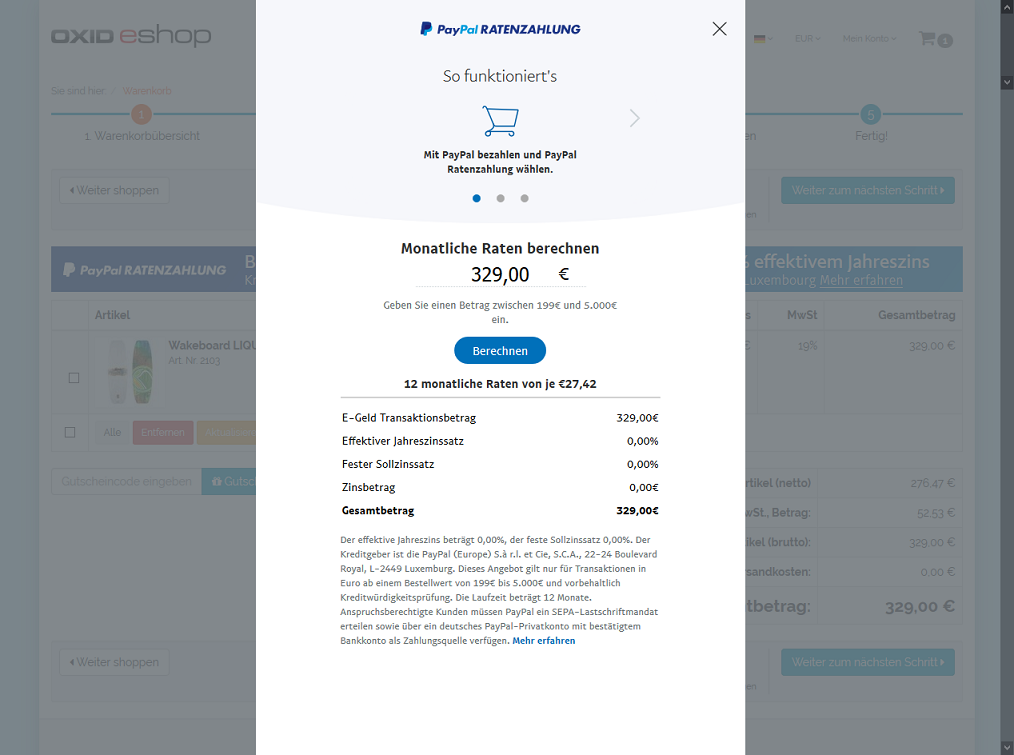 OXID eshop
EUR
Mein Konto
1
Sie sind hier: / Warenkorb
1
5
1. Warenkorbübersicht
Fertig!
Weiter shoppen
Weiter zum nächsten Schritt
PayPal RATENZAHLUNG
effektivem Jahreszins
Luxembourg Mehr erfahren
Artikel
MwSt
Gesamtbetrag
Wakeboard LIQU
Art. Nr. 2103
19%
329,00 €
Alle
Entfernen
Gutscheincode eingeben
Gutsc
276,47 €
Betrag:
52,53 €
(brutto):
329,00 €
0,00 €
329,00 €
Weiter shoppen
Weiter zum nächsten Schritt
PayPal RATENZAHLUNG
So funktioniert's
Mit PayPal bezahlen und PayPal
Ratenzahlung wählen.
Monatliche Raten berechnen
329,00 €
Geben Sie einen Betrag zwischen 199€ und 5.000€
ein.
Berechnen
12 monatliche Raten von je €27,42
E-Geld Transaktionsbetrag 329,00€
Effektiver Jahreszinssatz 0,00%
Fester Sollzinssatz 0,00%
Zinsbetrag 0,00€
Gesamtbetrag 329,00€
Der effektive Jahreszins beträgt 0,00%, der feste Sollzinssatz 0,00%. Der
Kreditgeber ist die PayPal (Europe) S.à r.l. et Cie, S.C.A., 22-24 Boulevard
Royal, L-2449 Luxemburg. Dieses Angebot gilt nur für Transaktionen in
Euro ab einem Bestellwert von 199€ bis 5.000€ und vorbehaltlich
Kreditwürdigkeitsprüfung. Die Laufzeit beträgt 12 Monate.
Anspruchsberechtigte Kunden müssen PayPal ein SEPA-Lastschriftmandat
erteilen sowie über ein deutsches PayPal-Privatkonto mit bestätigtem
Bankkonto als Zahlungsquelle verfügen. Mehr erfahren